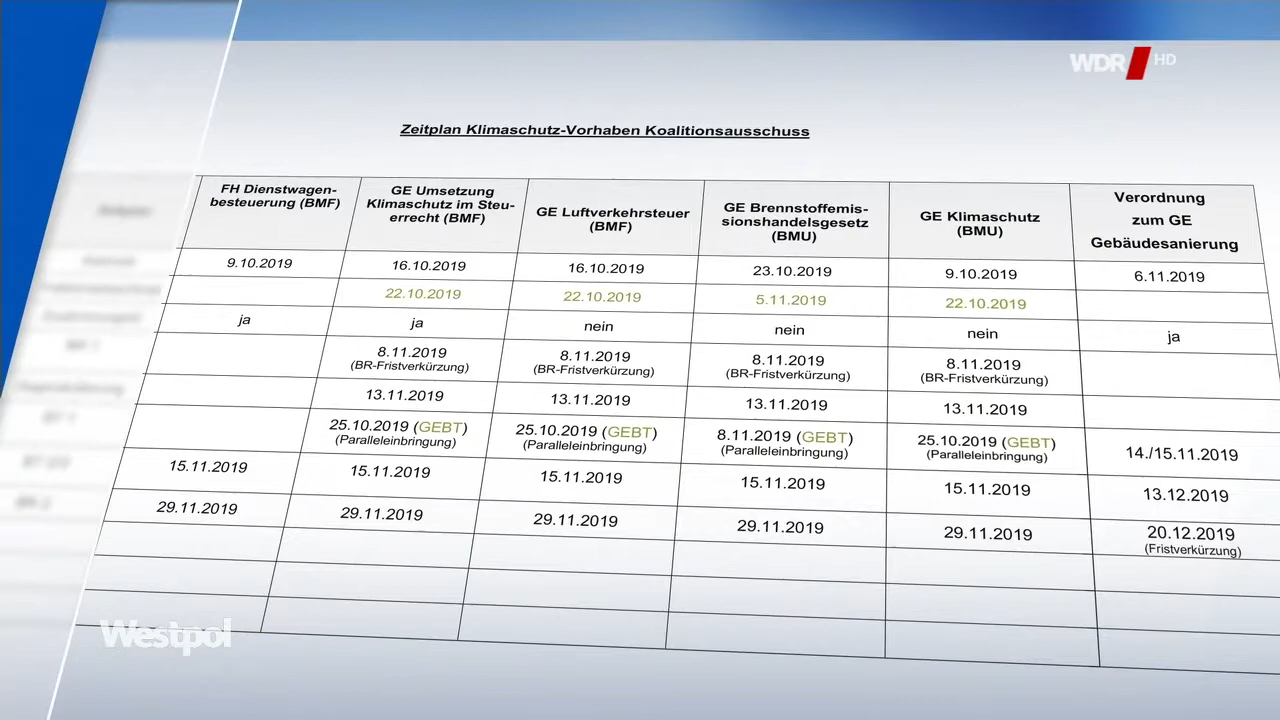 WDR HD
Zeitplan Klimaschutz-Vorhaben Koalitionsausschuss
FH Dienstwagen-
besteuerung (BMF)
GE Umsetzung
Klimaschutz im Steu-
errecht (BMF)
GE Luftverkehrsteuer
(BMF)
GE Brennstoffemis-
sionshandelsgesetz
(BMU)
GE Klimaschutz
(BMU)
Verordnung
zum GE
Gebäudesanierung
9.10.2019 16.10.2019 16.10.2019 23.10.2019 9.10.2019 6.11.2019
22.10.2019 22.10.2019 5.11.2019 22.10.2019
ja ja nein nein nein ja
8.11.2019 8.11.2019 8.11.2019 8.11.2019
(BR-Fristverkürzung) (BR-Fristverkürzung) (BR-Fristverkürzung) (BR-Fristverkürzung)
13.11.2019 13.11.2019 13.11.2019 13.11.2019
25.10.2019 (GEBT) 25.10.2019 (GEBT) 8.11.2019 (GEBT) 25.10.2019 (GEBT) 14./15.11.2019
(Paralleleinbringung) (Paralleleinbringung) (Paralleleinbringung) (Paralleleinbringung)
15.11.2019 15.11.2019 15.11.2019 15.11.2019 15.11.2019 13.12.2019
29.11.2019 29.11.2019 29.11.2019 29.11.2019 29.11.2019 20.12.2019
(Fristverkürzung)
Westpol